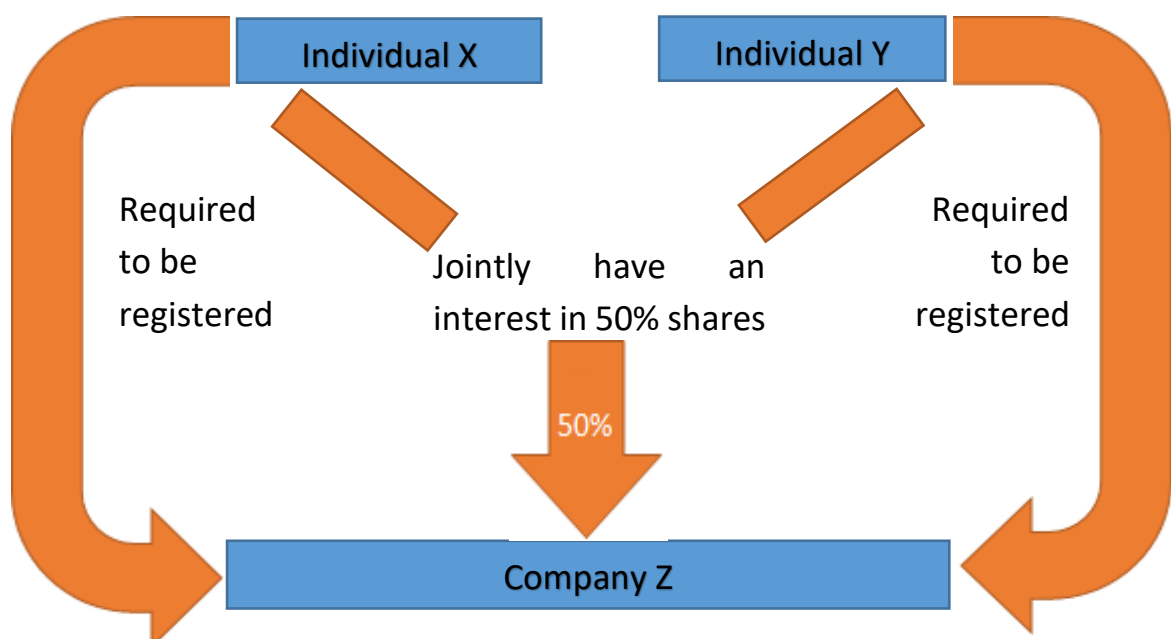 Individual X
Individual Y
Required
to be
registered
Jointly have an
interest in 50% shares
Required
to be
registered
50%
Company Z